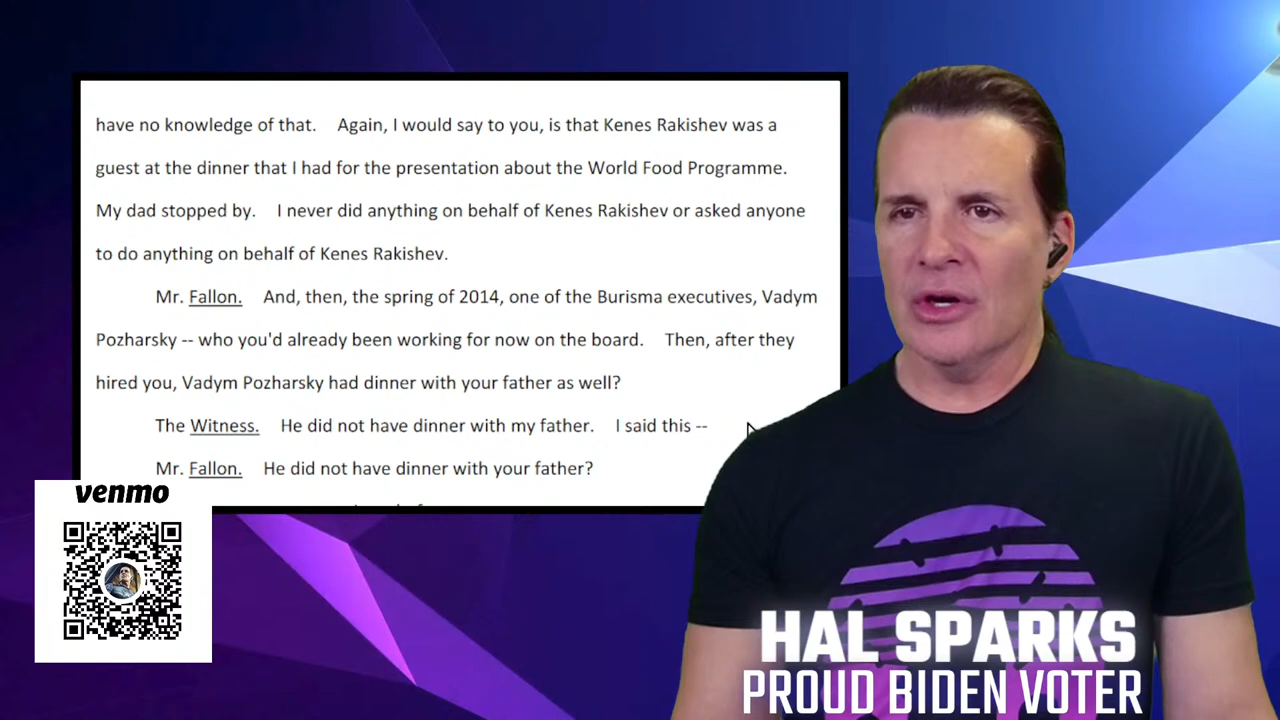 have no knowledge of that. Again, I would say to you, is that Kenes Rakishev was a
guest at the dinner that I had for the presentation about the World Food Programme.
My dad stopped by. I never did anything on behalf of Kenes Rakishev or asked anyone
to do anything on behalf of Kenes Rakishev.
Mr. Fallon. And, then, the spring of 2014, one of the Burisma executives, Vadym
Pozharsky -- who you'd already been working for now on the board. Then, after they
hired you, Vadym Pozharsky had dinner with your father as well?
The Witness. He did not have dinner with my father. I said this --
Mr. Fallon. He did not have dinner with your father?
venmo
HAL SPARKS
PROUD BIDEN VOTER